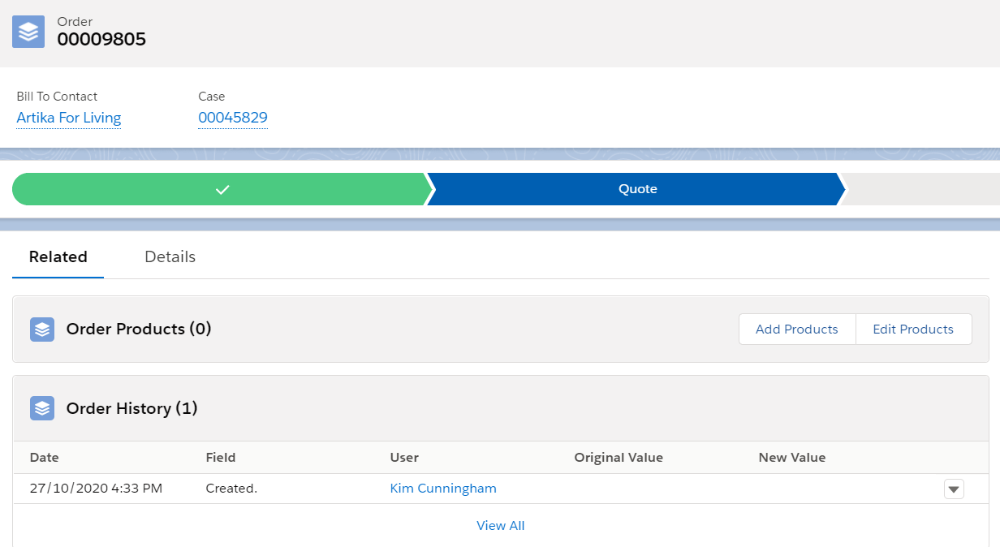 Order
00009805
Bill To Contact
Case
Artika For Living
00045829
Quote
Related
Details
Order Products (0)
Add Products
Edit Products
Order History (1)
Date Field User Original Value New Value
27/10/2020 4:33 PM Created. Kim Cunningham
View All